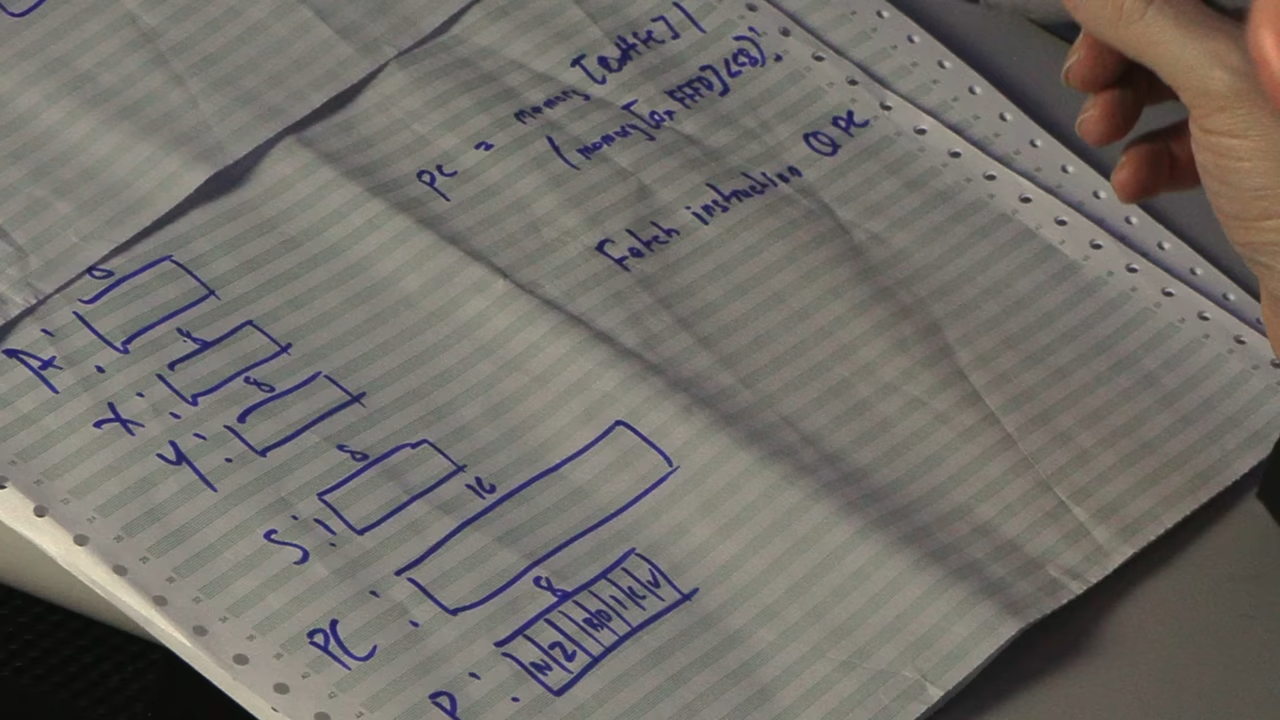 PC = memory [0xFFFC] |
(memory [0xFFFD] << 8);
Fetch instruction @ PC
A: 8
X: 8
Y: 8
S: 8
PC: 16
P: 8
N Z B D I C V